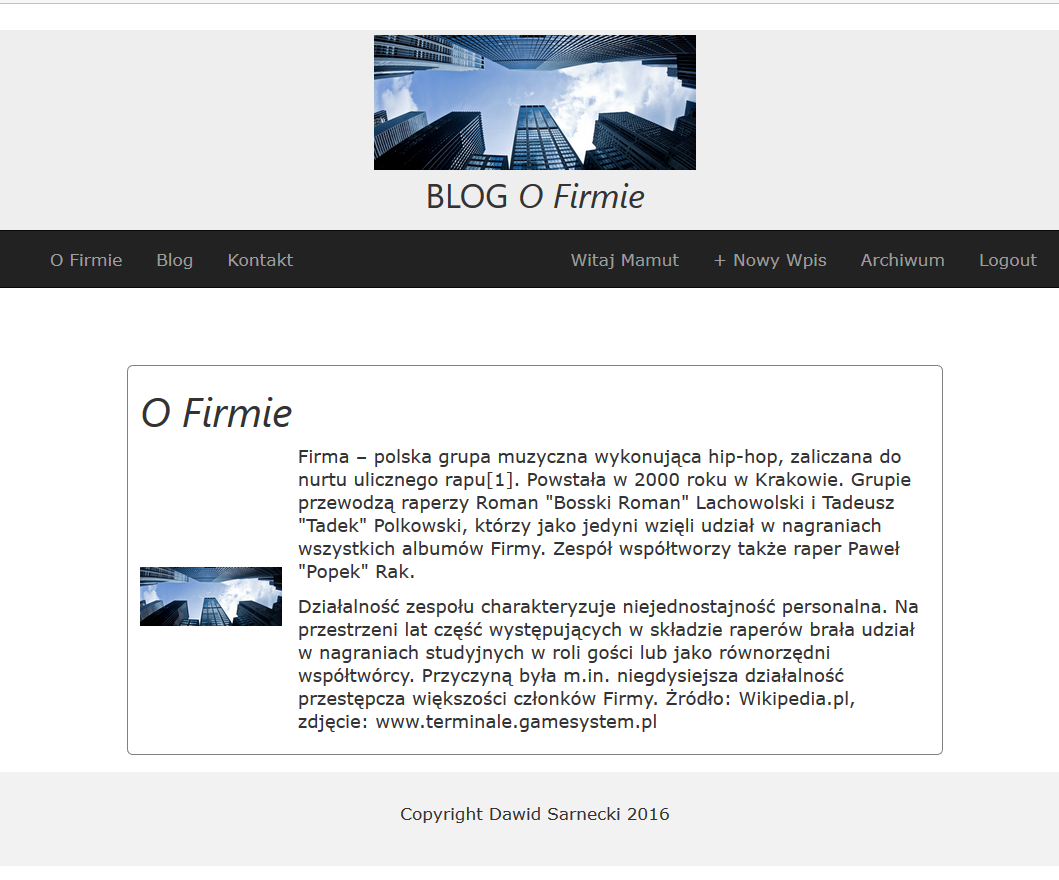 BLOG O Firmie
O Firmie Blog Kontakt Witaj Mamut + Nowy Wpis Archiwum Logout
O Firmie
Firma – polska grupa muzyczna wykonująca hip-hop, zaliczana do
nurtu ulicznego rapu[1]. Powstała w 2000 roku w Krakowie. Grupie
przewodzą raperzy Roman "Bosski Roman" Lachowolski i Tadeusz
"Tadek" Polkowski, którzy jako jedyni wzięli udział w nagraniach
wszystkich albumów Firmy. Zespół współtworzy także raper Paweł
"Popek" Rak.
Działalność zespołu charakteryzuje niejednostajność personalna. Na
przestrzeni lat część występujących w składzie raperów brała udział
w nagraniach studyjnych w roli gości lub jako równorzędni
współtwórcy. Przyczyną była m.in. niegdysiejsza działalność
przestępcza większości członków Firmy. Źródło: Wikipedia.pl,
zdjęcie: www.terminale.gamesystem.pl
Copyright Dawid Sarnecki 2016